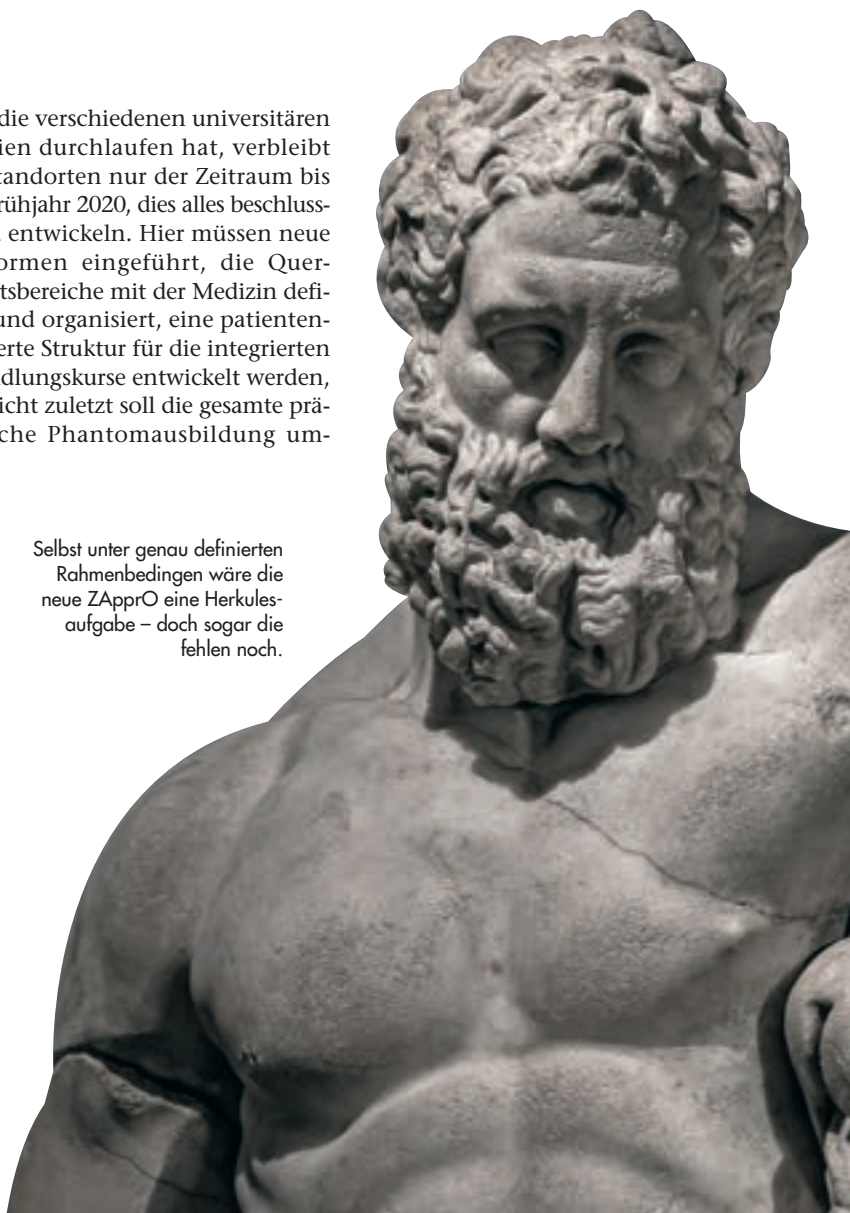 die verschiedenen universitären
ien durchlaufen hat, verbleibt
tandorten nur der Zeitraum bis
rühjahr 2020, dies alles beschluss-
entwickeln. Hier müssen neue
ormen eingeführt, die Quer-
tsbereiche mit der Medizin defi-
und organisiert, eine patienten-
erte Struktur für die integrierten
dlungskurse entwickelt werden,
icht zuletzt soll die gesamte prä-
che Phantomausbildung um-
Selbst unter genau definierten
Rahmenbedingen wäre die
neue ZApprO eine Herkules-
aufgabe – doch sogar die
fehlen noch.